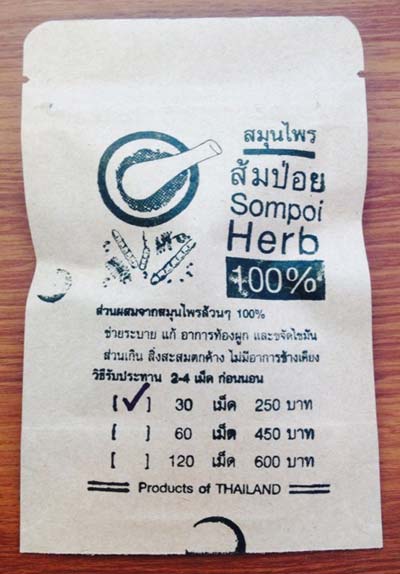 สมุนไพร
ส้มป่อย
Sompoi
Herb
100%
ส่วนผสมจากสมุนไพรล้วนๆ 100%
ช่วยระบาย แก้ อาการท้องผูก และขจัดไขมัน
ส่วนเกิน สิ่งสะสมตกค้าง ไม่มีอาการข้างเคียง
วิธีรับประทาน 2-4 เม็ด ก่อนนอน
[✓] 30 เม็ด 250 บาท
[ ] 60 เม็ด 450 บาท
[ ] 120 เม็ด 600 บาท
Products of THAILAND